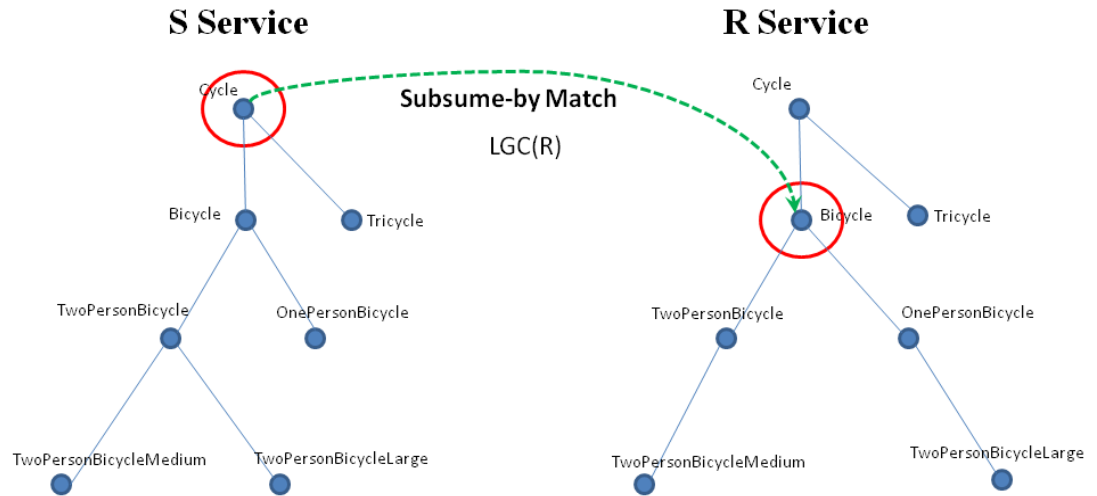 S Service
R Service
Cycle
Cycle
Subsume-by Match
LGC(R)
Bicycle
Tricycle
Bicycle
Tricycle
TwoPersonBicycle
OnePersonBicycle
TwoPersonBicycle
OnePersonBicycle
TwoPersonBicycleMedium
TwoPersonBicycleLarge
TwoPersonBicycleMedium
TwoPersonBicycleLarge